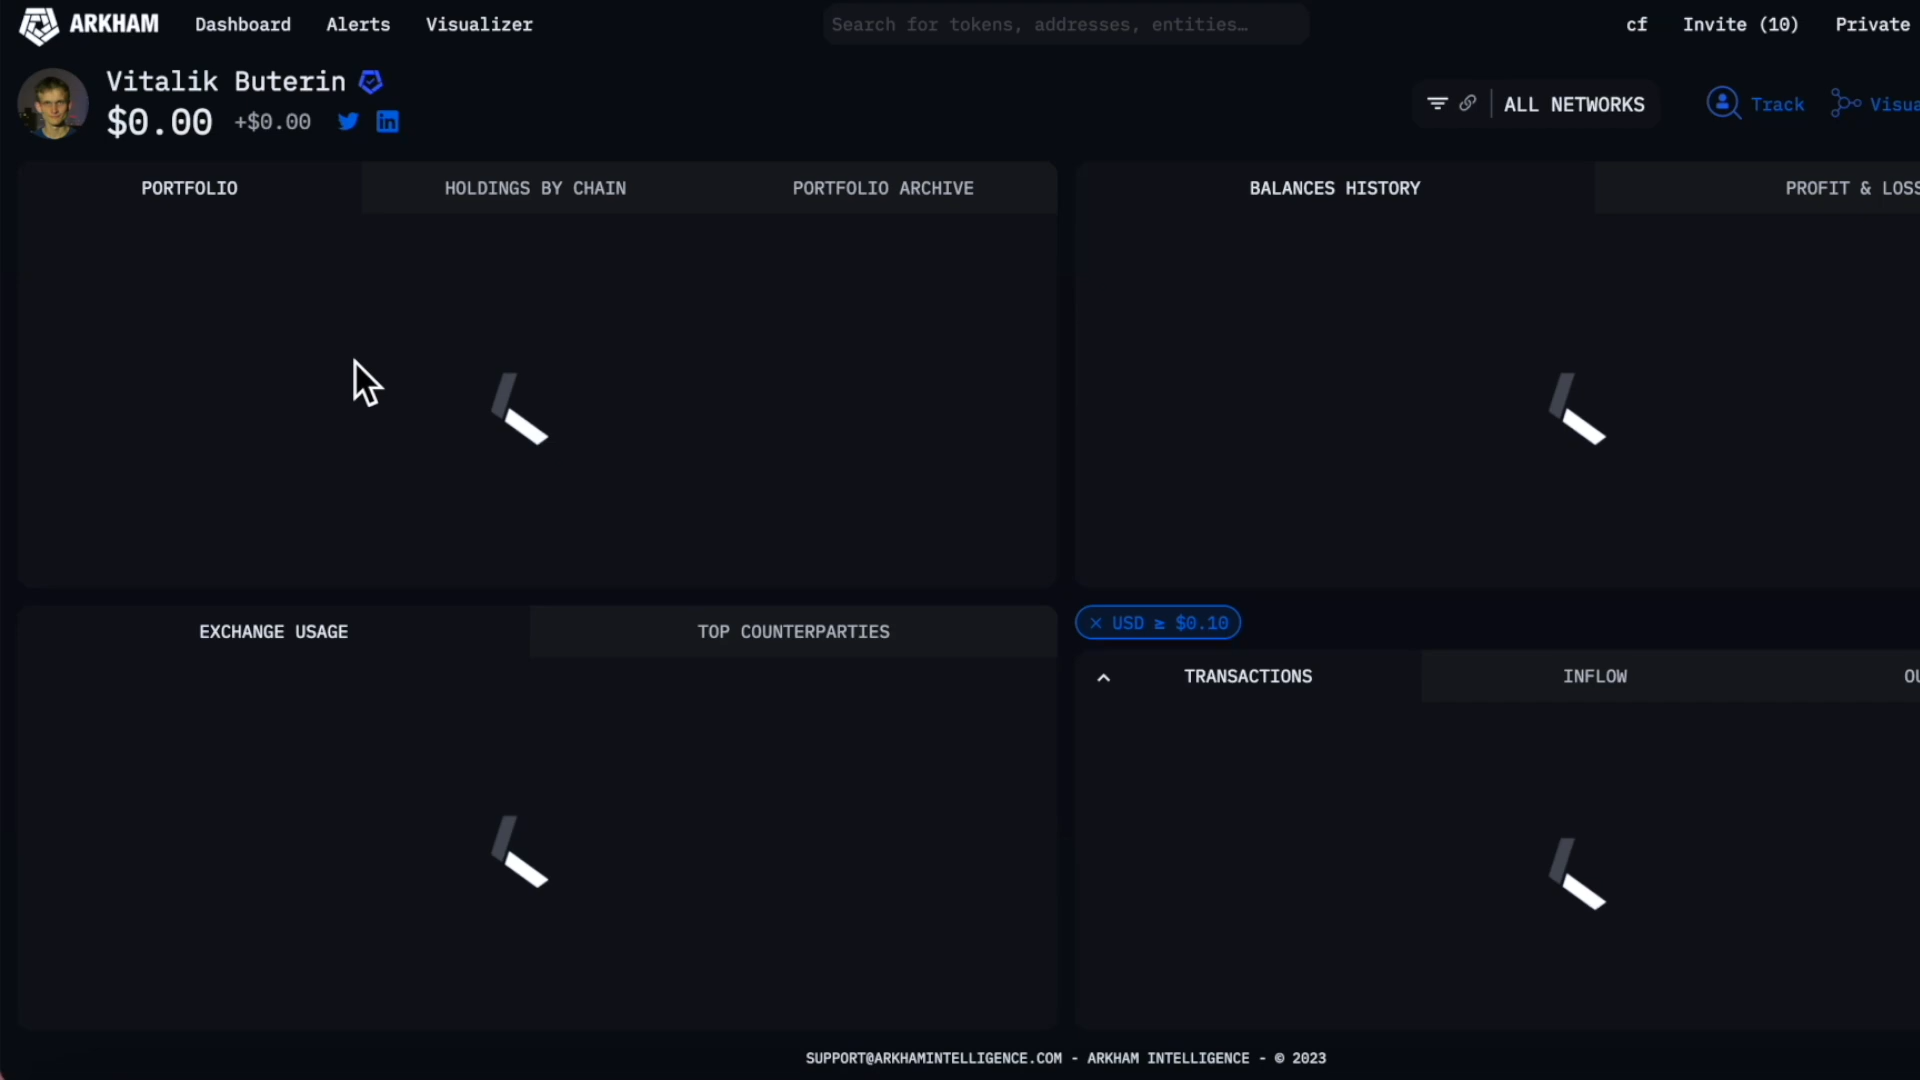 ARKHAM Dashboard Alerts Visualizer Search for tokens, addresses, entities… cf Invite (10) Private
Vitalik Buterin
$0.00 +$0.00
ALL NETWORKS Track Visua
PORTFOLIO HOLDINGS BY CHAIN PORTFOLIO ARCHIVE
BALANCES HISTORY PROFIT & LOSS
EXCHANGE USAGE TOP COUNTERPARTIES
× USD ≥ $0.10
TRANSACTIONS INFLOW OU
SUPPORT@ARKHAMINTELLIGENCE.COM - ARKHAM INTELLIGENCE - © 2023